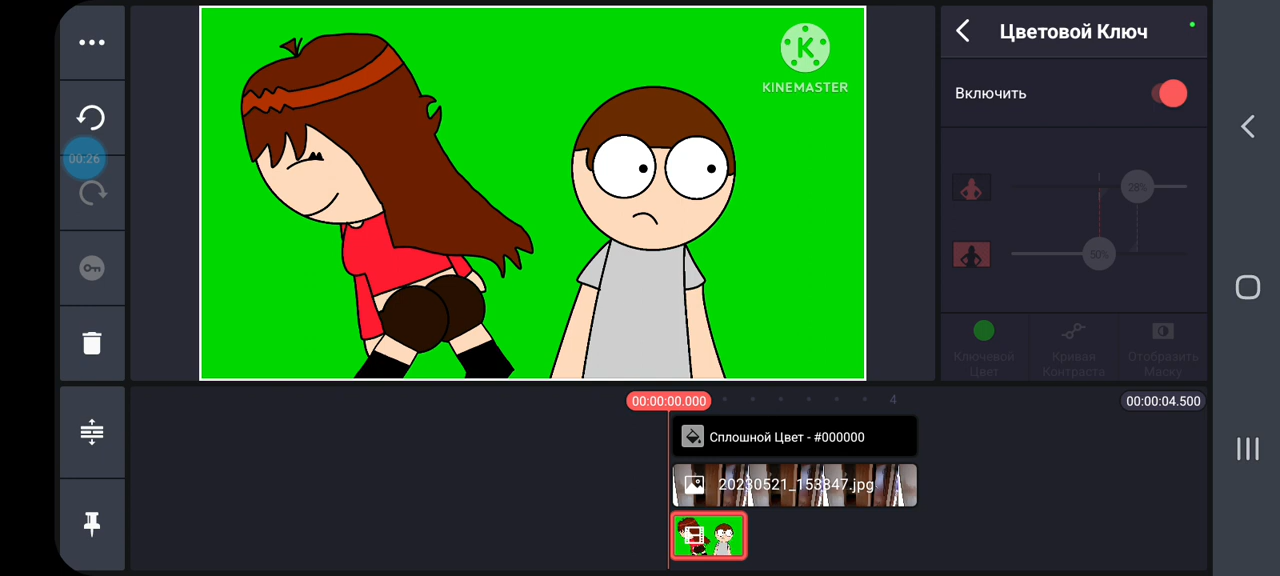 Цветовой Ключ
K
KINEMASTER
Включить
00:26
28%
50%
Ключевой
Цвет
Кривая
Контраста
Отобразить
Маску
00:00:00.000
4
00:00:04.500
Сплошной Цвет - #000000
20230521_153847.jpg